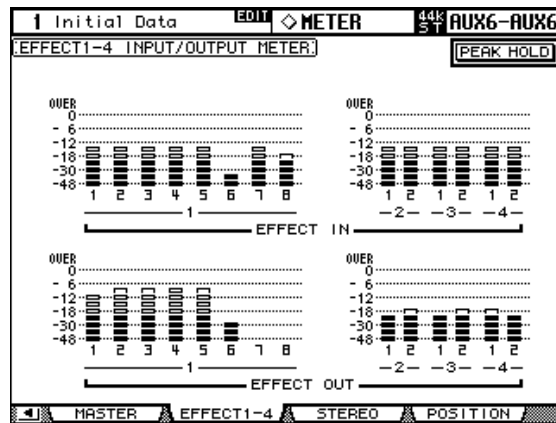 1 Initial Data EDIT ◇METER 44k ST AUX6-AUX6
EFFECT1-4 INPUT/OUTPUT METER PEAK HOLD
OVER OVER
0 0
- 6 - 6
-12 -12
-18 -18
-30 -30
-48 -48
1 2 3 4 5 6 7 8 1 2 1 2 1 2
1 -2- -3- -4-
EFFECT IN
OVER OVER
0 0
- 6 - 6
-12 -12
-18 -18
-30 -30
-48 -48
1 2 3 4 5 6 7 8 1 2 1 2 1 2
1 -2- -3- -4-
EFFECT OUT
MASTER EFFECT1-4 STEREO POSITION